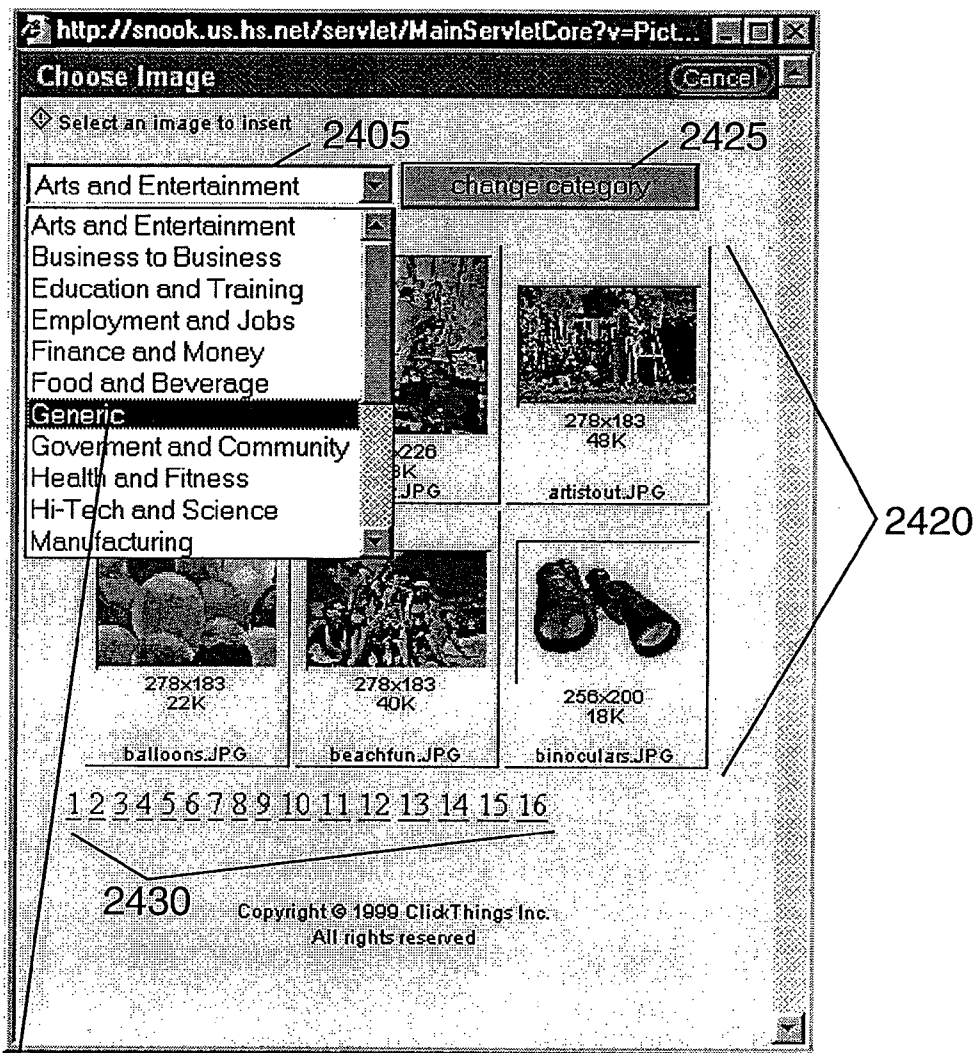 http://snook.us.hs.net/servlet/MainServletCore?v=Pict...
Choose Image
Cancel
Select an image to insert
2405
2425
Arts and Entertainment
change category
Arts and Entertainment
Business to Business
Education and Training
Employment and Jobs
Finance and Money
Food and Beverage
Generic
Goverment and Community
Health and Fitness
Hi-Tech and Science
Manufacturing
x226
.JPG
278x183
48K
artistout.JPG
2420
278x183
22K
balloons.JPG
278x183
40K
beachfun.JPG
256x200
18K
binoculars.JPG
1 2 3 4 5 6 7 8 9 10 11 12 13 14 15 16
2430
Copyright © 1999 ClickThings Inc.
All rights reserved